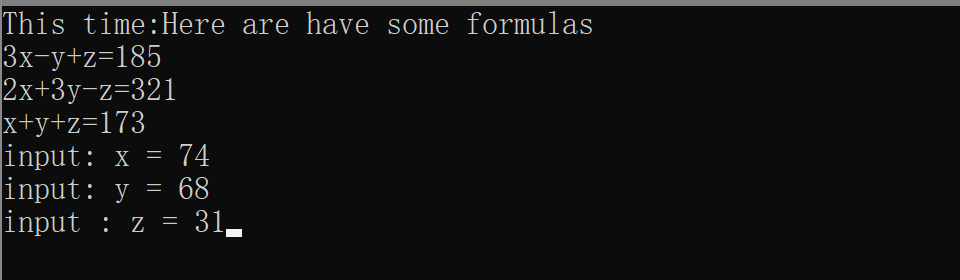 This time:Here are have some formulas
3x-y+z=185
2x+3y-z=321
x+y+z=173
input: x = 74
input: y = 68
input : z = 31